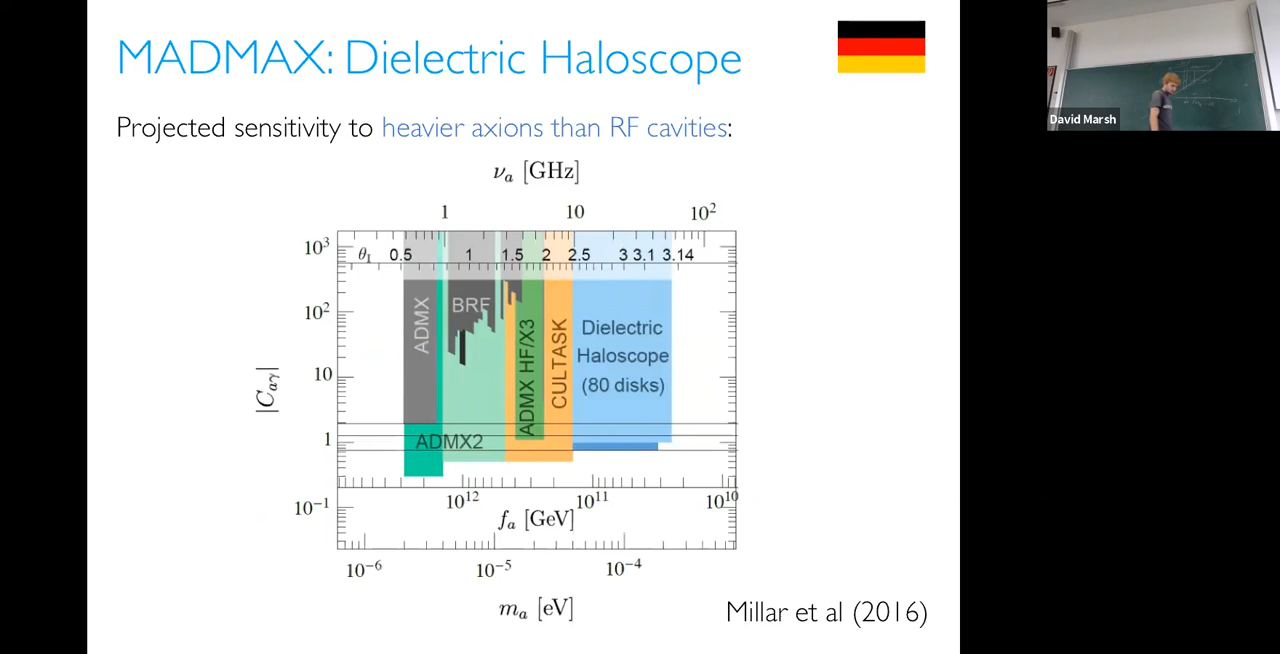 MADMAX: Dielectric Haloscope
Projected sensitivity to heavier axions than RF cavities:
νₐ [GHz]
1 10 10²
10³
θI 0.5 1 1.5 2 2.5 3 3.1 3.14
10²
10
1
10⁻¹
|Cₐγ|
ADMX
BRF
ADMX HF/X3
CULTASK
Dielectric
Haloscope
(80 disks)
ADMX2
10¹² 10¹¹ 10¹⁰
fₐ [GeV]
10⁻⁶ 10⁻⁵ 10⁻⁴
mₐ [eV]
Millar et al (2016)
David Marsh